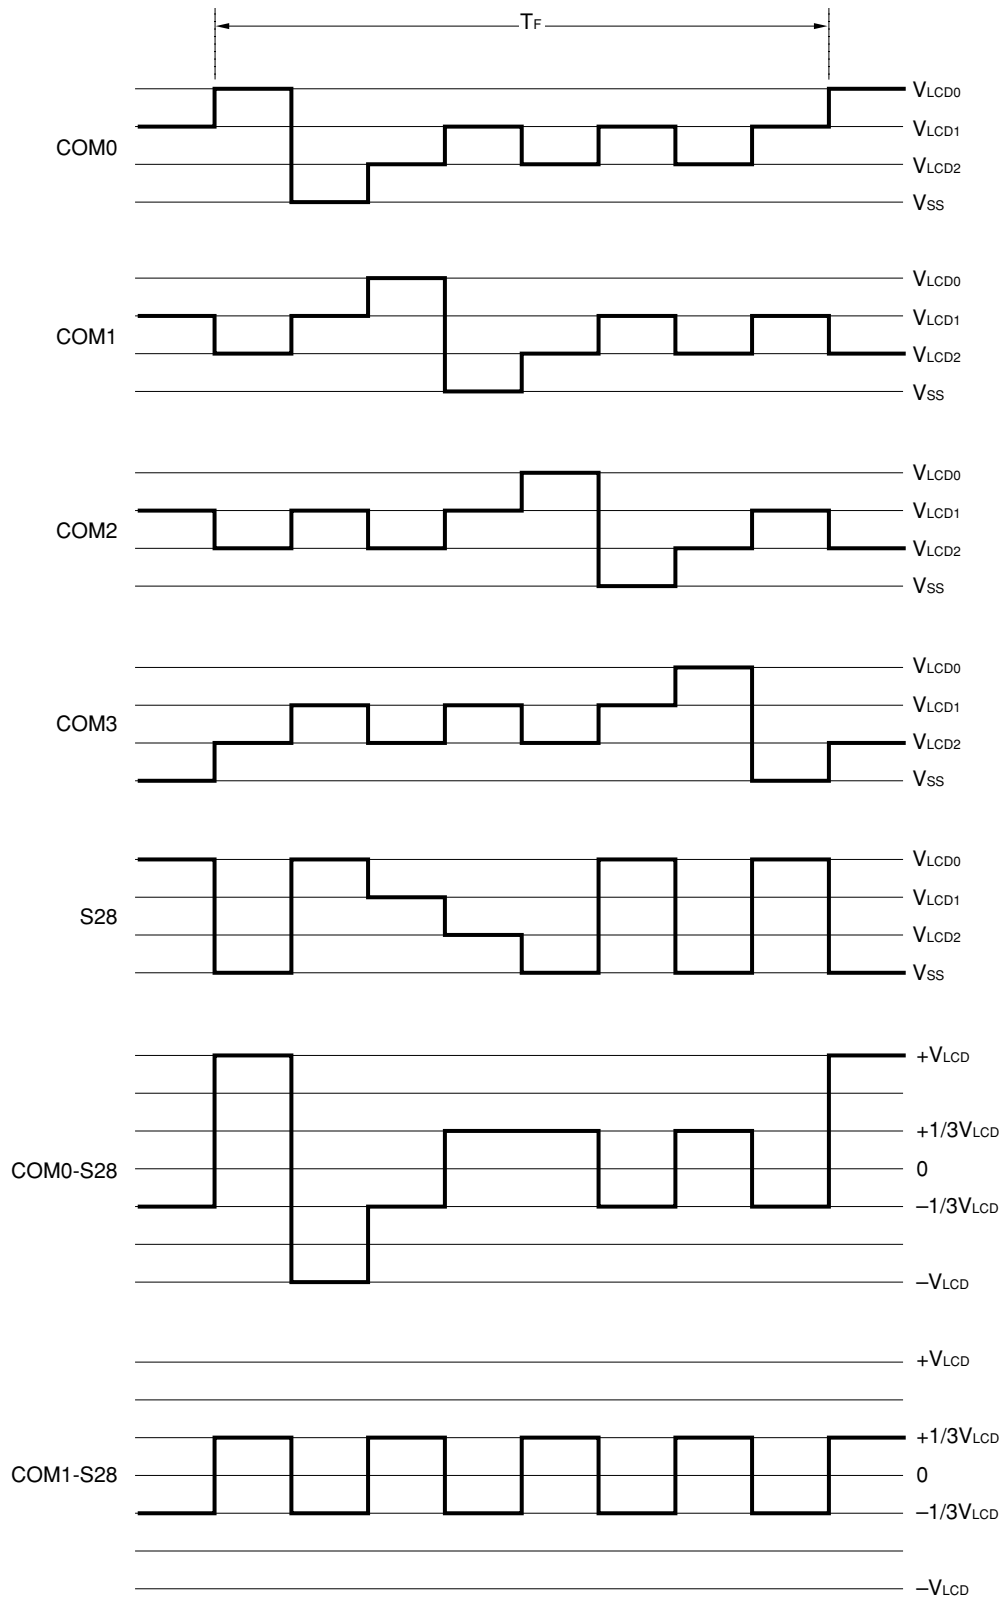 TF
VLCD0
COM0
VLCD1
VLCD2
VSS
VLCD0
COM1
VLCD1
VLCD2
VSS
VLCD0
COM2
VLCD1
VLCD2
VSS
VLCD0
COM3
VLCD1
VLCD2
VSS
VLCD0
S28
VLCD1
VLCD2
VSS
+VLCD
+1/3VLCD
COM0-S28
0
–1/3VLCD
–VLCD
+VLCD
+1/3VLCD
COM1-S28
0
–1/3VLCD
–VLCD